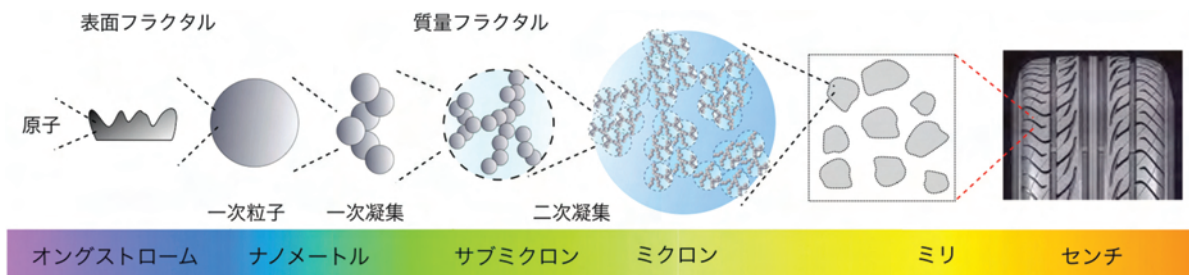 表面フラクタル
質量フラクタル
原子
一次粒子
一次凝集
二次凝集
オングストローム
ナノメートル
サブミクロン
ミクロン
ミリ
センチ